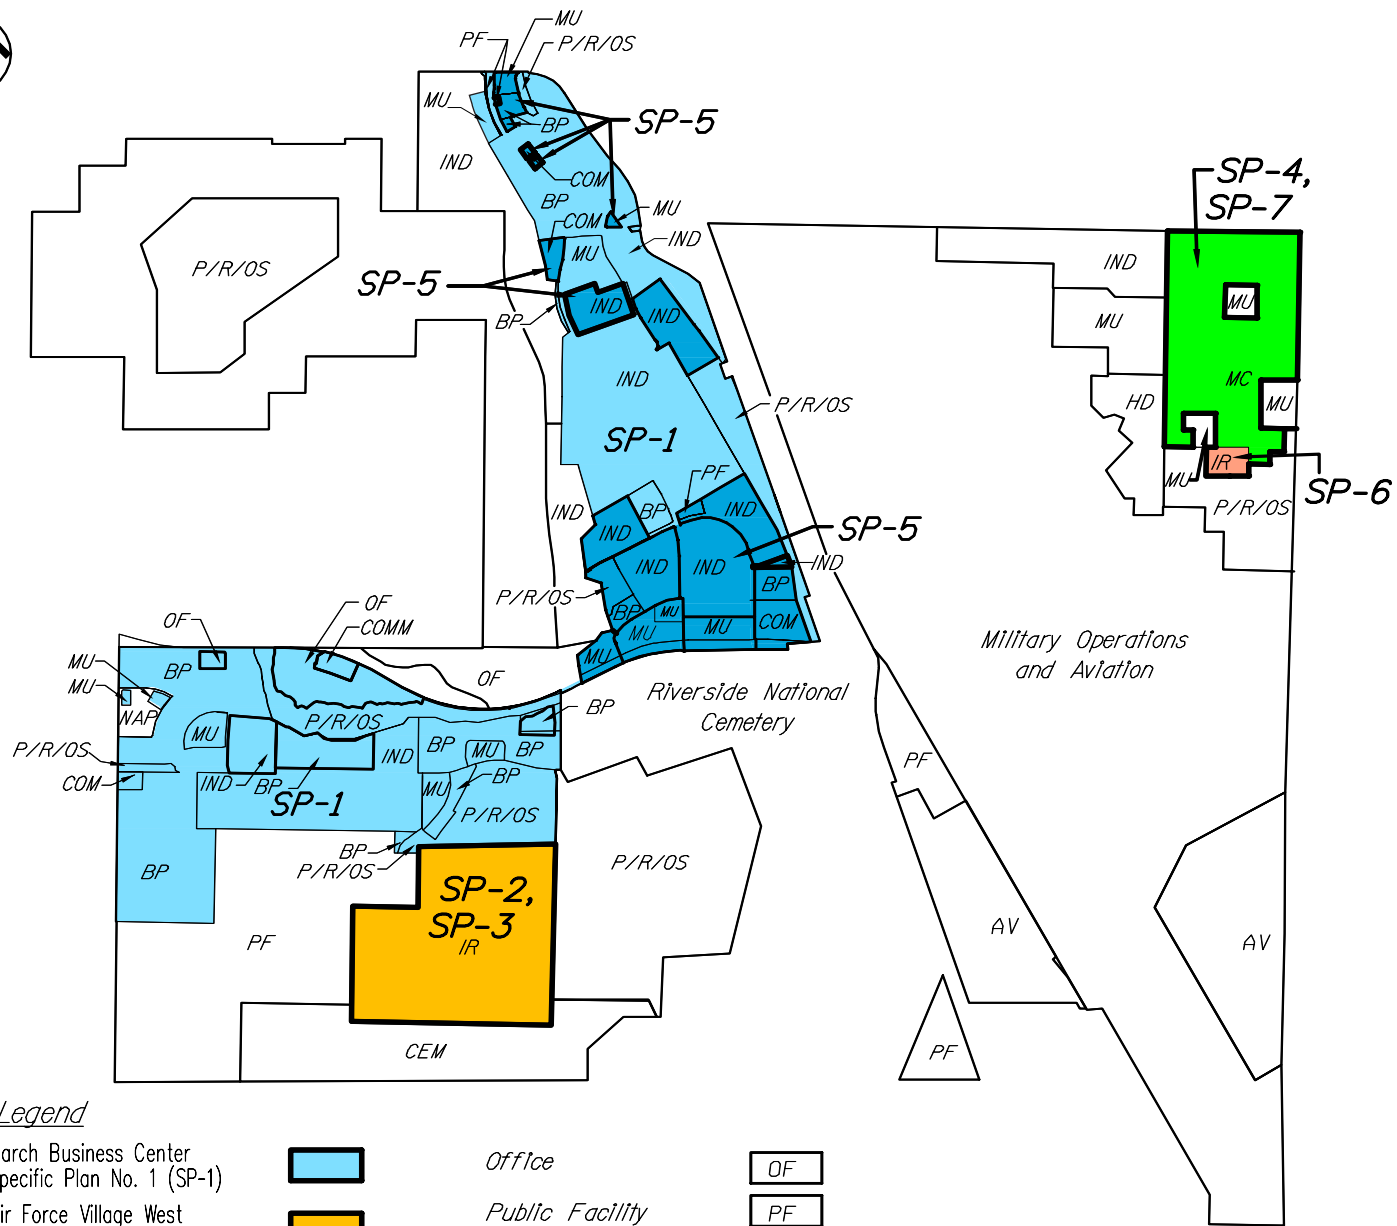 MU
PF
P/R/OS
MU
SP-5
BP
IND
SP-4,
COM
SP-7
BP
MU
COM
IND
MU
IND
P/R/OS
SP-5
MU
IND
IND
BP
MU
IND
MC
HD
P/R/OS
MU
SP-1
PF
IR
MU
SP-6
P/R/OS
IND
BP
IND
IND
SP-5
IND
IND
IND
BP
P/R/OS
OF
BP
MU
COMM
OF
MU
MU
COM
Military Operations
and Aviation
MU
BP
MU
OF
MU
NAP
Riverside National
Cemetery
BP
P/R/OS
MU
BP
MU
BP
P/R/OS
IND
PF
COM
IND
BP
MU
BP
SP-1
P/R/OS
BP
P/R/OS
P/R/OS
BP
SP-2,
SP-3
IR
PF
AV
AV
CEM
PF
Legend
arch Business Center
pecific Plan No. 1 (SP-1)
Office
OF
ir Force Village West
Public Facility
PF